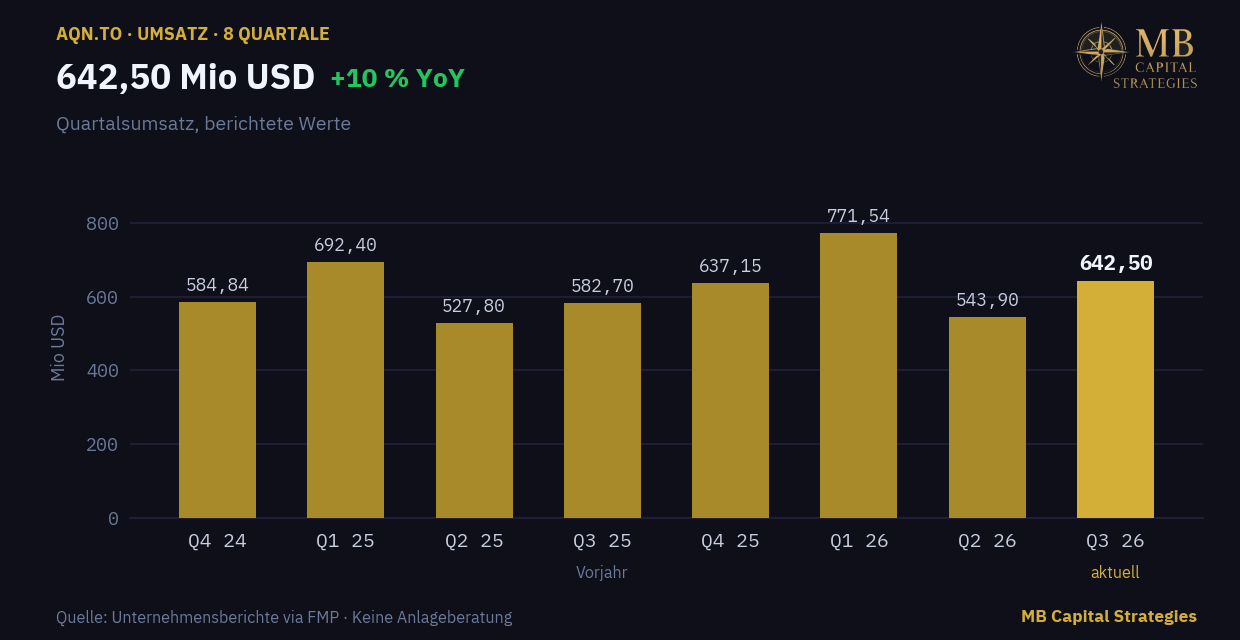 AQN.TO · UMSATZ · 8 QUARTALE
642,50 Mio USD +10 % YoY
Quartalsumsatz, berichtete Werte
MB
CAPITAL
STRATEGIES
Mio USD
800
600
400
200
0
584,84
692,40
527,80
582,70
637,15
771,54
543,90
642,50
Q4 24
Q1 25
Q2 25
Q3 25
Q4 25
Q1 26
Q2 26
Q3 26
Vorjahr
aktuell
Quelle: Unternehmensberichte via FMP · Keine Anlageberatung
MB Capital Strategies